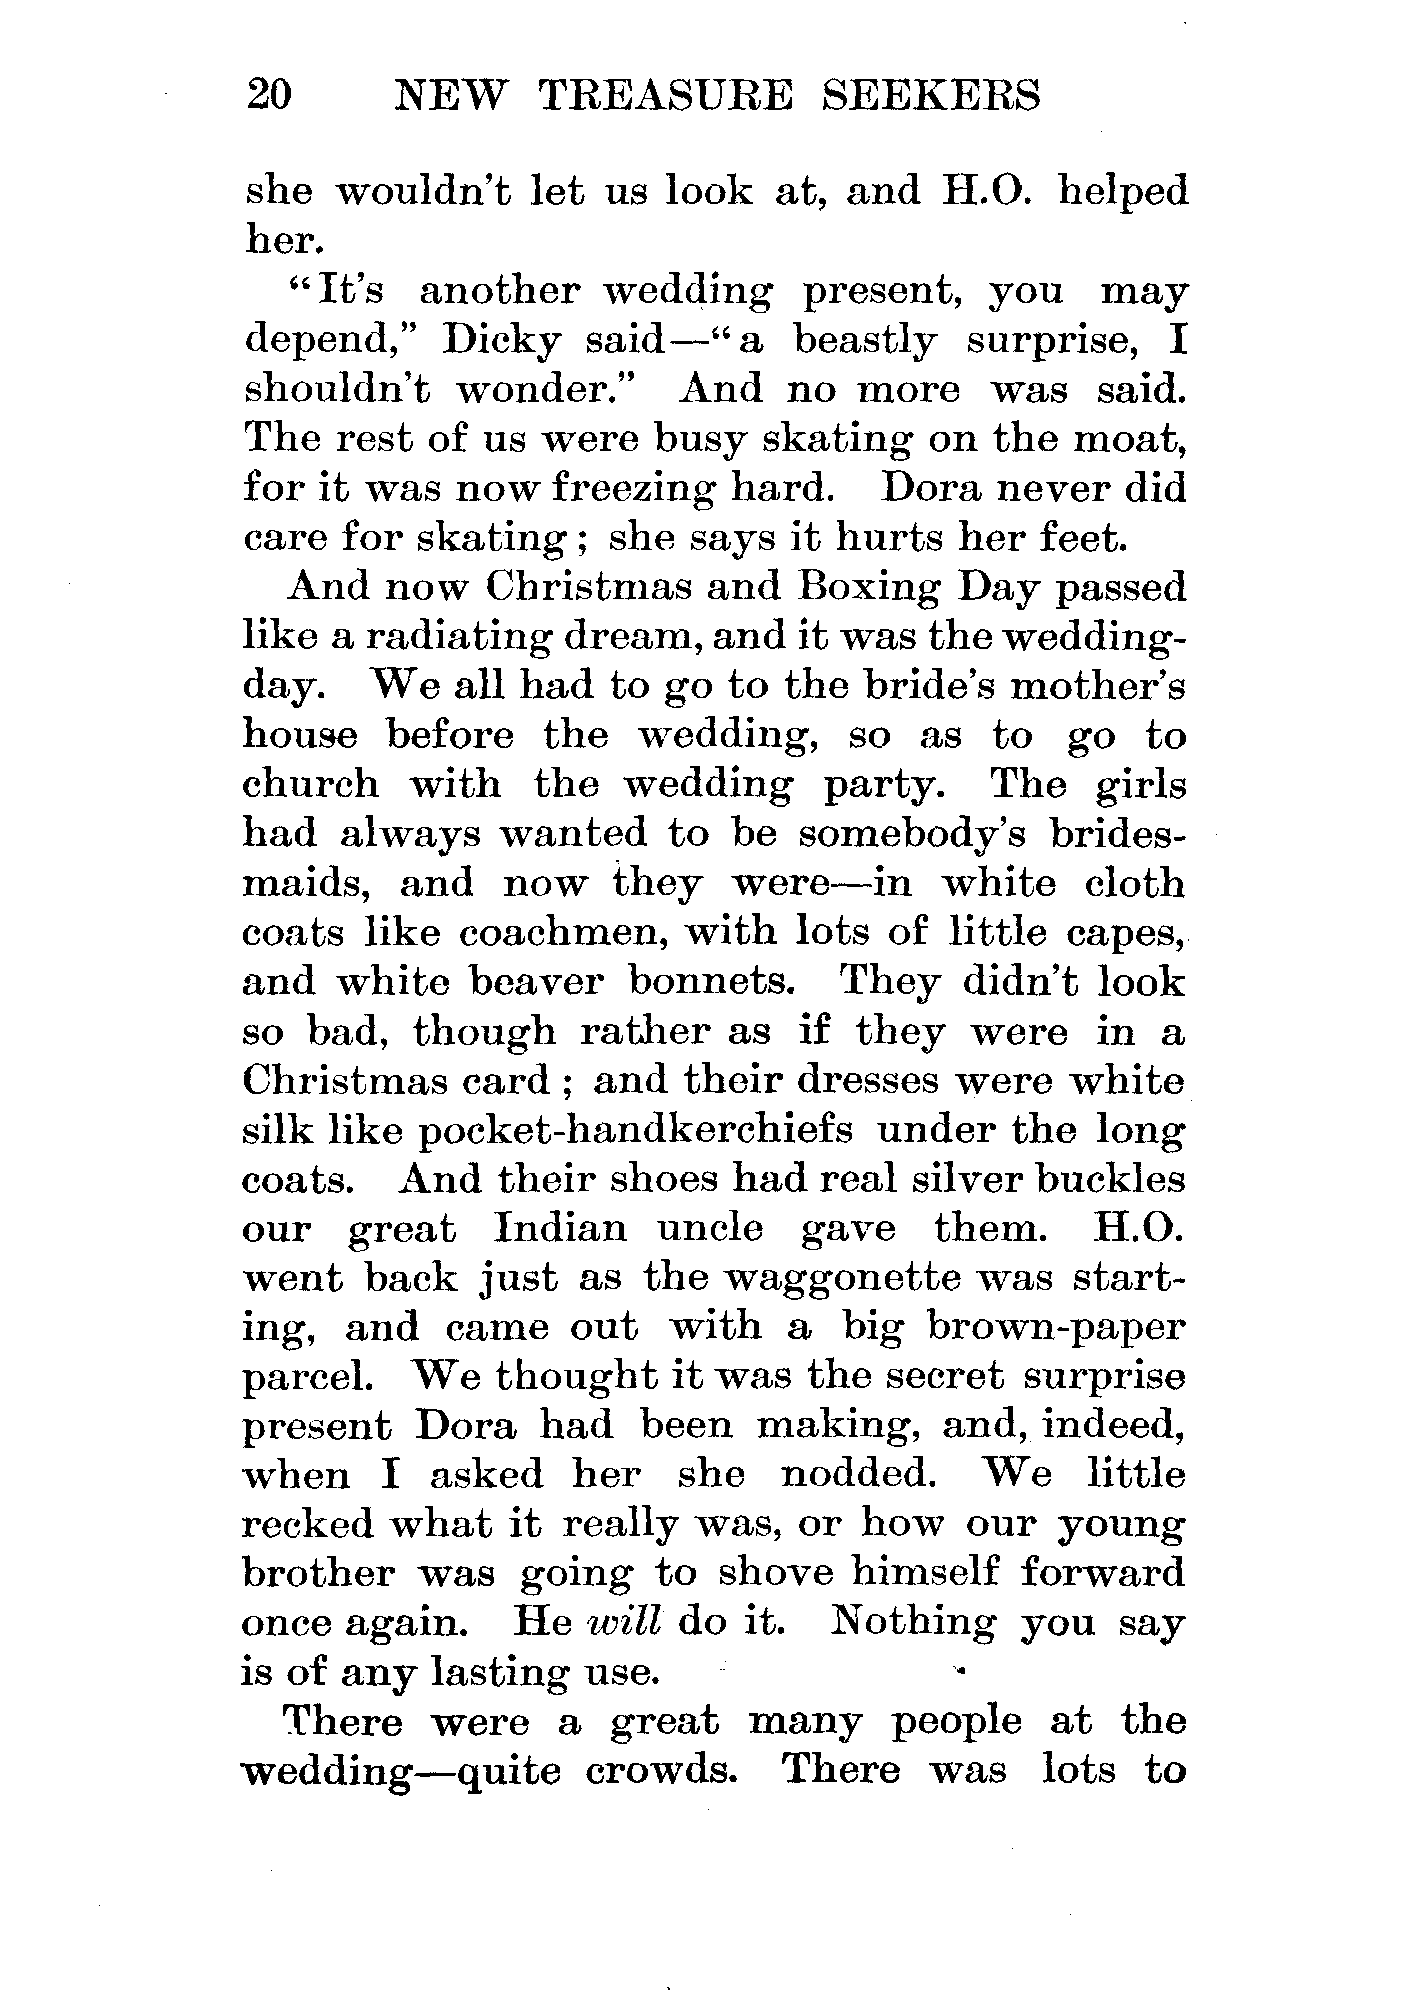 20 NEW TREASURE SEEKERS
she wouldn't let us look at, and H.O. helped
her.
"It's another wedding present, you may
depend," Dicky said—"a beastly surprise, I
shouldn't wonder." And no more was said.
The rest of us were busy skating on the moat,
for it was now freezing hard. Dora never did
care for skating; she says it hurts her feet.
And now Christmas and Boxing Day passed
like a radiating dream, and it was the wedding-
day. We all had to go to the bride's mother's
house before the wedding, so as to go to
church with the wedding party. The girls
had always wanted to be somebody's brides-
maids, and now they were—in white cloth
coats like coachmen, with lots of little capes,
and white beaver bonnets. They didn't look
so bad, though rather as if they were in a
Christmas card; and their dresses were white
silk like pocket-handkerchiefs under the long
coats. And their shoes had real silver buckles
our great Indian uncle gave them. H.O.
went back just as the waggonette was start-
ing, and came out with a big brown-paper
parcel. We thought it was the secret surprise
present Dora had been making, and, indeed,
when I asked her she nodded. We little
recked what it really was, or how our young
brother was going to shove himself forward
once again. He will do it. Nothing you say
is of any lasting use.
There were a great many people at the
wedding—quite crowds. There was lots to